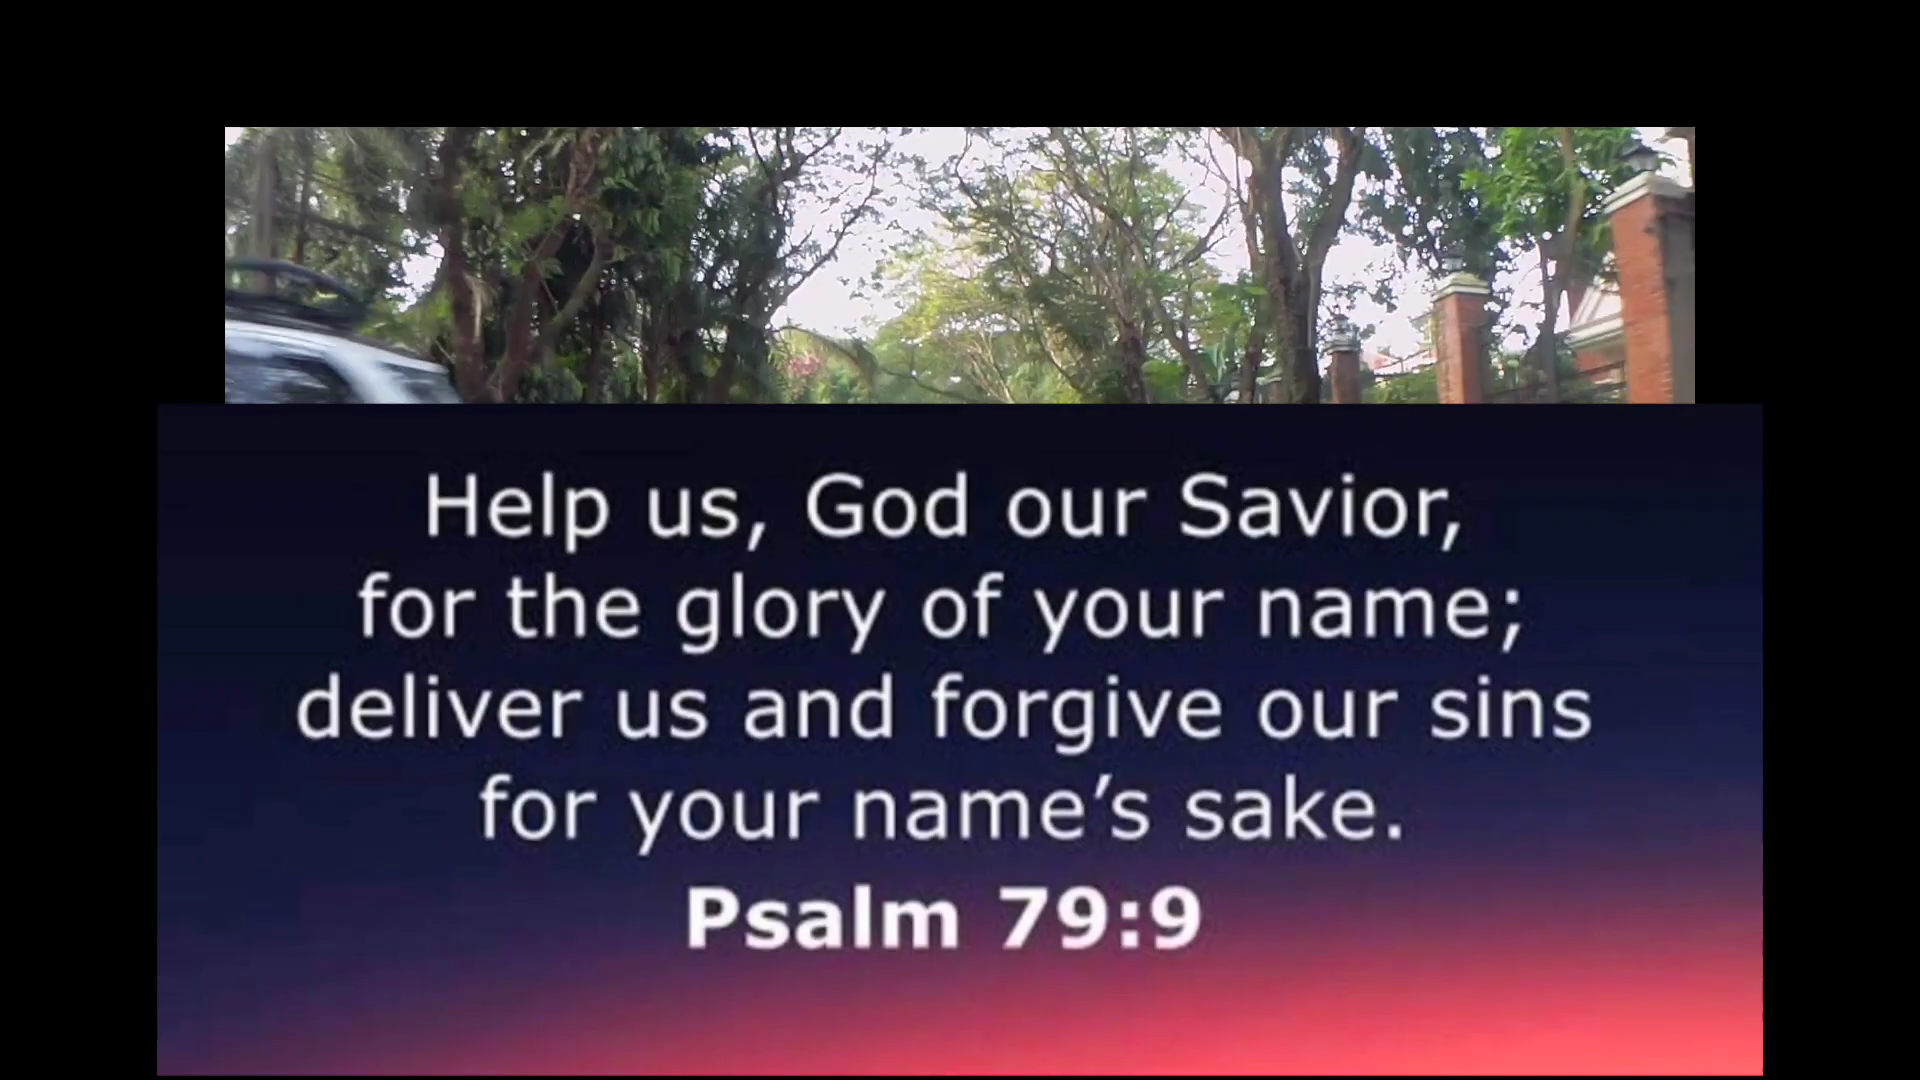 Help us, God our Savior,
for the glory of your name;
deliver us and forgive our sins
for your name’s sake.
Psalm 79:9